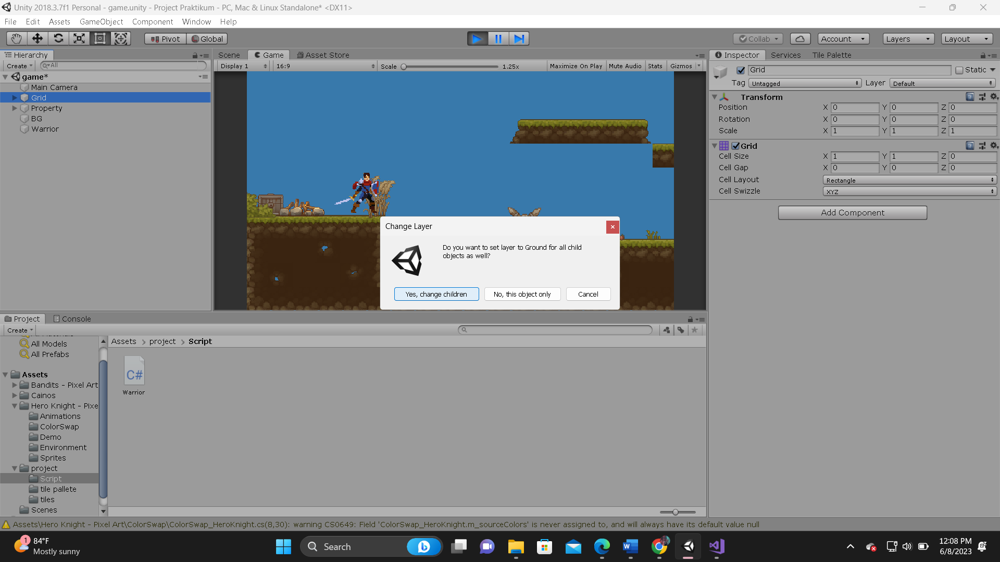 Unity 2018.3.7f1 Personal - game.unity - Project Praktikum - PC, Mac & Linux Standalone* <DX11>
File Edit Assets GameObject Component Window Help
Pivot Global Collab Account Layers Layout
Hierarchy Scene Game Asset Store Inspector Services Tile Palette
Create All Display 1 16:9 Scale 1.25x Maximize On Play Mute Audio Stats Gizmos
game*
Main Camera
Grid
Property
BG
Warrior
Grid Static
Tag Untagged Layer Default
Transform
Position X 0 Y 0 Z 0
Rotation X 0 Y 0 Z 0
Scale X 1 Y 1 Z 1
Grid
Cell Size X 1 Y 1 Z 0
Cell Gap X 0 Y 0 Z 0
Cell Layout Rectangle
Cell Swizzle XYZ
Add Component
Change Layer
Do you want to set layer to Ground for all child
objects as well?
Yes, change children No, this object only Cancel
Project Console
Create
All Models
All Prefabs
Assets
Bandits - Pixel Art
Cainos
Hero Knight - Pixe
Animations
ColorSwap
Demo
Environment
Sprites
project
Script
tile pallete
tiles
Scenes
Assets project Script
C#
Warrior
Assets\Hero Knight - Pixel Art\ColorSwap\ColorSwap_HeroKnight.cs(8,30): warning CS0649: Field 'ColorSwap_HeroKnight.m_sourceColors' is never assigned to, and will always have its default value null
1
84°F
Mostly sunny
Search
12:08 PM
6/8/2023